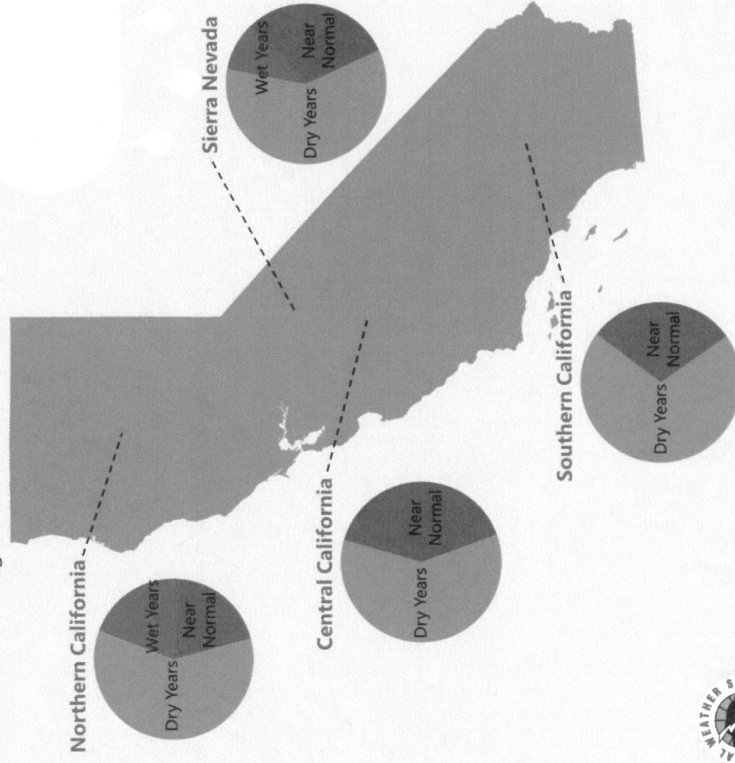 Northern California
Wet Years
Near
Normal
Dry Years
Sierra Nevada
Wet Years
Near
Normal
Dry Years
Central California
Near
Normal
Dry Years
Southern California
Near
Normal
Dry Years
WEATHER S